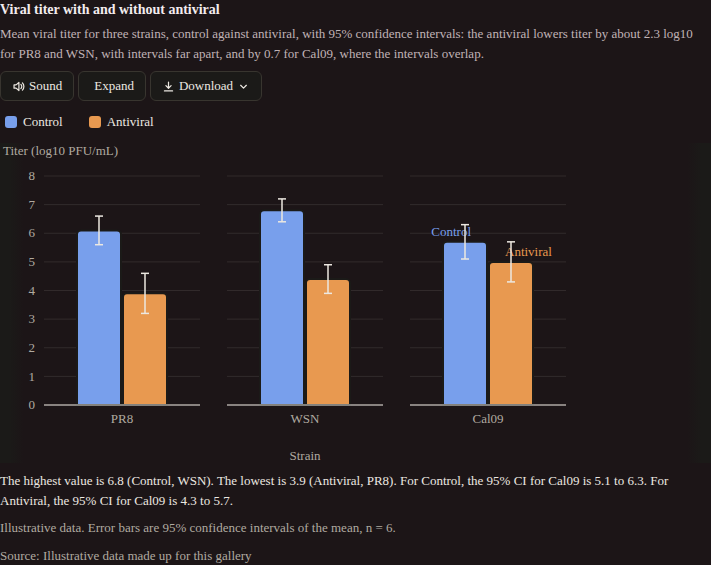 Viral titer with and without antiviral
Mean viral titer for three strains, control against antiviral, with 95% confidence intervals: the antiviral lowers titer by about 2.3 log10
for PR8 and WSN, with intervals far apart, and by 0.7 for Cal09, where the intervals overlap.
Sound Expand Download
Control Antiviral
Titer (log10 PFU/mL)
8
7
6
5
4
3
2
1
0
Control
Antiviral
PR8 WSN Cal09
Strain
The highest value is 6.8 (Control, WSN). The lowest is 3.9 (Antiviral, PR8). For Control, the 95% CI for Cal09 is 5.1 to 6.3. For
Antiviral, the 95% CI for Cal09 is 4.3 to 5.7.
Illustrative data. Error bars are 95% confidence intervals of the mean, n = 6.
Source: Illustrative data made up for this gallery